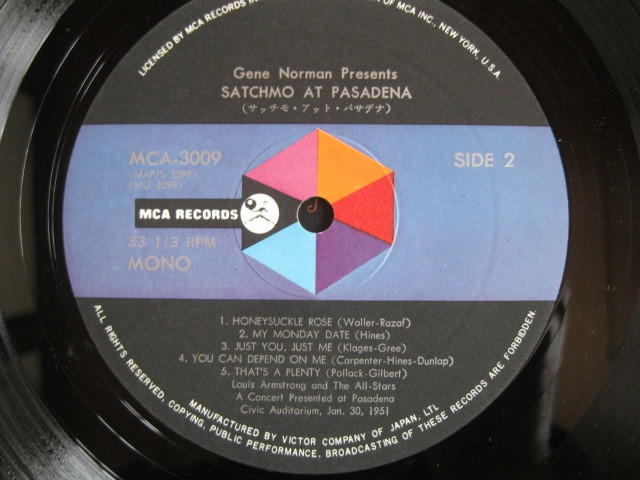 LICENSED BY MCA RECORDS IN OF MCA INC., NEW YORK, U.S.A.
Gene Norman Presents
SATCHMO AT PASADENA
(サッチモ・アット・パサデナ)
MCA-3009
SIDE 2
MCA RECORDS
33 1/3 RPM
MONO
1. HONEYSUCKLE ROSE (Waller-Razaf)
2. MY MONDAY DATE (Hines)
3. JUST YOU, JUST ME (Klages-Gree)
4. YOU CAN DEPEND ON ME (Carpenter-Hines-Dunlap)
5. THAT'S A PLENTY (Pollack-Gilbert)
Louis Armstrong and The All-Stars
A Concert Presented at Pasadena
Civic Auditorium, Jan. 30, 1951
MANUFACTURED BY VICTOR COMPANY OF JAPAN, LTD.
ALL RIGHTS RESERVED, COPYING, PUBLIC PERFORMANCE, BROADCASTING OF THESE RECORDS ARE FORBIDDEN.